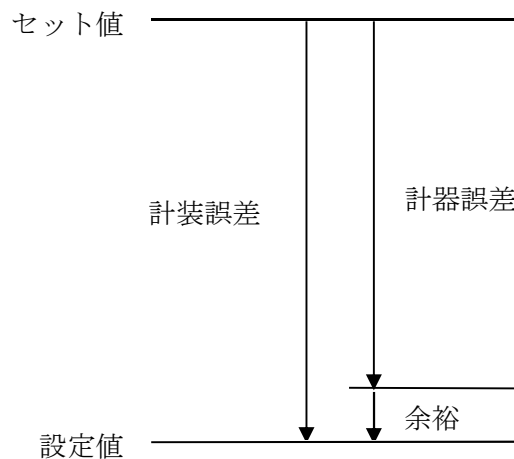 セット値
計器誤差
計装誤差
余裕
設定値